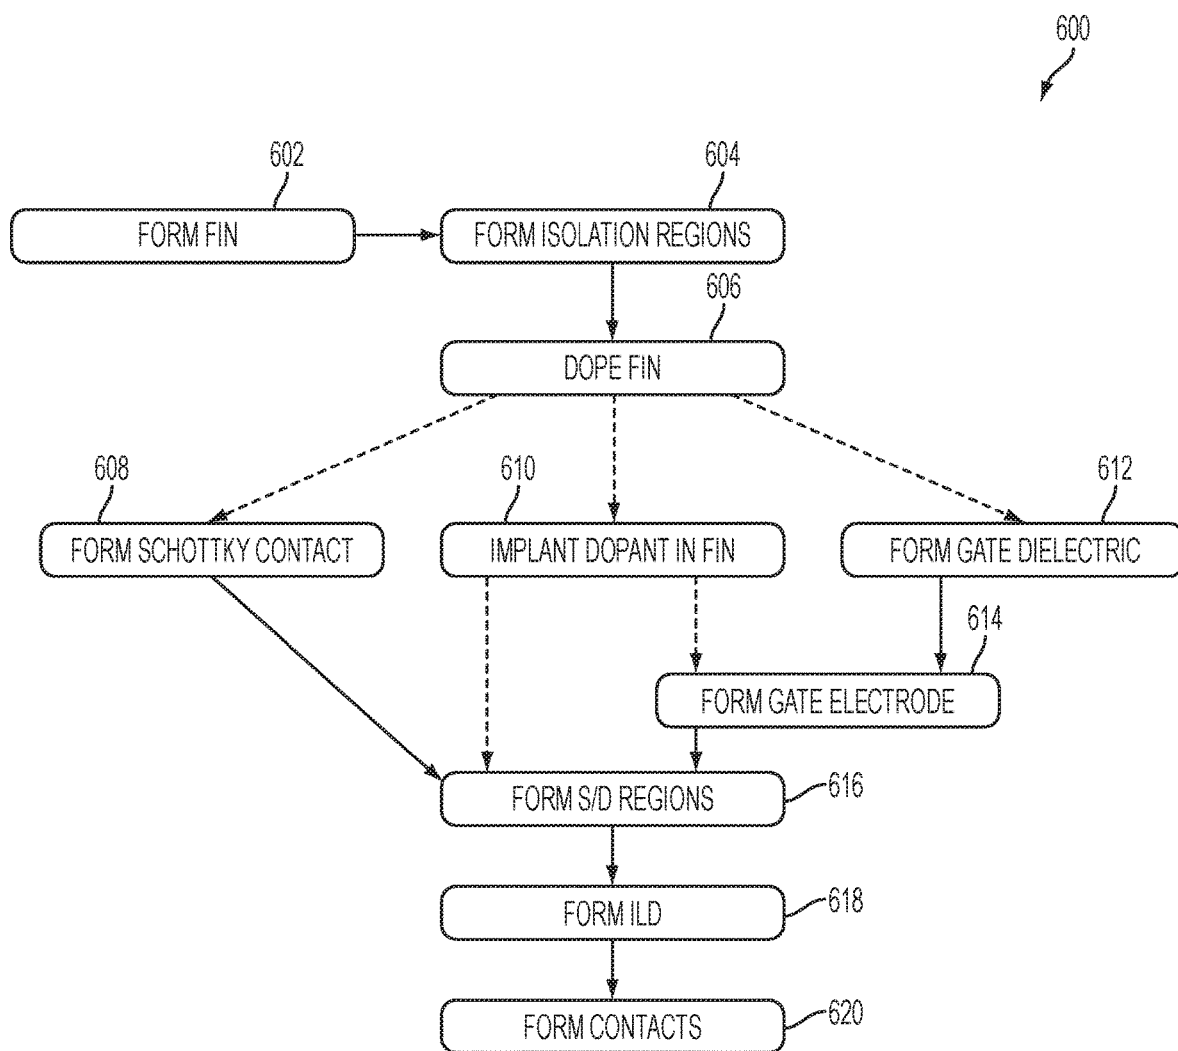 600
602
604
FORM FIN
FORM ISOLATION REGIONS
606
DOPE FIN
608
610
612
FORM SCHOTTKY CONTACT
IMPLANT DOPANT IN FIN
FORM GATE DIELECTRIC
614
FORM GATE ELECTRODE
FORM S/D REGIONS
616
FORM ILD
618
FORM CONTACTS
620